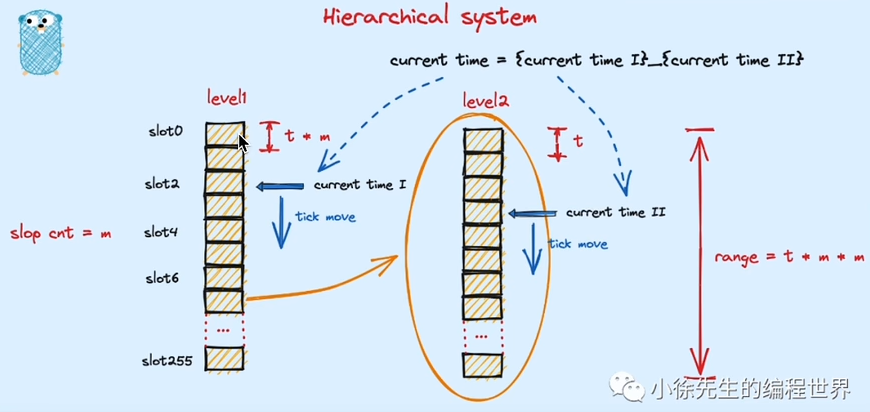 Hierarchical system
current time = {current time I}_{current time II}
level1
level2
slot0
t * m
t
slot2
current time I
current time II
tick move
tick move
slop cnt = m
slot4
slot6
range = t * m * m
...
...
slot255
小徐先生的编程世界